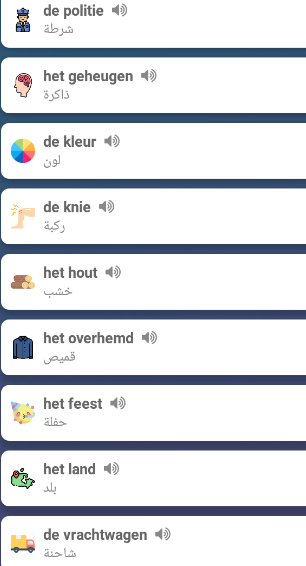 de politie
شرطة
het geheugen
ذاكرة
de kleur
لون
de knie
ركبة
het hout
خشب
het overhemd
قميص
het feest
حفلة
het land
بلد
de vrachtwagen
شاحنة